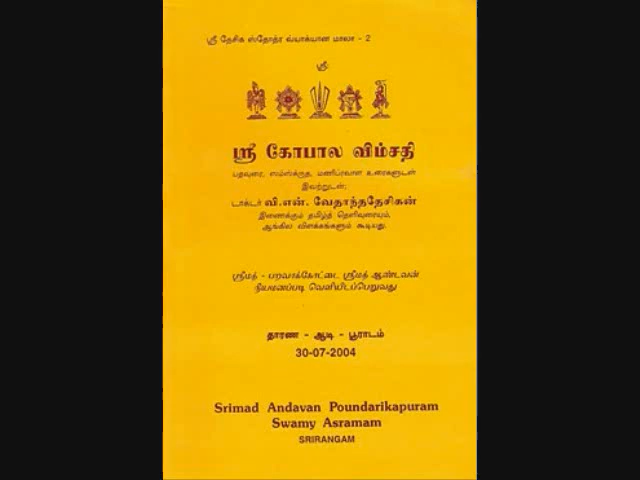 ஸ்ரீ தேசிக ஸ்தோத்ர வ்யாக்யான மாலா - 2
ஸ்ரீ:
ஸ்ரீ கோபால விம்சதி
பதவுரை, ஸம்ஸ்க்ருத, மணிப்ரவாள உரைகளுடன்
இவற்றுடன்;
டாக்டர் வி.என். வேதாந்ததேசிகன்
இணைக்கும் தமிழ்த் தெளிவுரையும்,
ஆங்கில விளக்கங்களும் கூடியது.
ஸ்ரீமத் - பறவாக்கோட்டை ஸ்ரீமத் ஆண்டவன்
நியமனப்படி வெளியிடப்பெறுவது
தாரண - ஆடி - பூராடம்
30-07-2004
Srimad Andavan Poundarikapuram
Swamy Asramam
SRIRANGAM